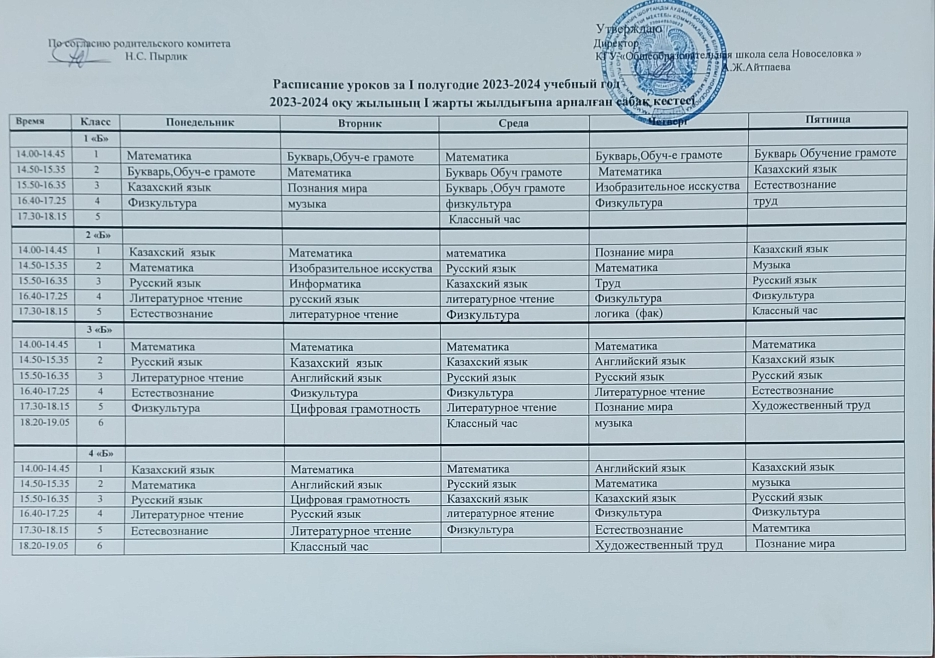 По согласию родительского комитета
Н.С. Пырлик
Утверждаю
Директор
КГУ «Общеобразовательная школа села Новоселовка »
А.Ж.Айтпаева
Расписание уроков за I полугодие 2023-2024 учебный год
2023-2024 оқу жылының I жарты жылдығына арналған сабақ кестесі
Время Класс Понедельник Вторник Среда Четверг Пятница
1 «Б»
14.00-14.45 1 Математика Букварь,Обуч-е грамоте Математика Букварь,Обуч-е грамоте Букварь Обучение грамоте
14.50-15.35 2 Букварь,Обуч-е грамоте Математика Букварь Обуч грамоте Математика Казахский язык
15.50-16.35 3 Казахский язык Познания мира Букварь ,Обуч грамоте Изобразительное исскуства Естествознание
16.40-17.25 4 Физкультура музыка физкультура Физкультура труд
17.30-18.15 5 Классный час
2 «Б»
14.00-14.45 1 Казахский язык Математика математика Познание мира Казахский язык
14.50-15.35 2 Математика Изобразительное исскуства Русский язык Математика Музыка
15.50-16.35 3 Русский язык Информатика Казахский язык Труд Русский язык
16.40-17.25 4 Литературное чтение русский язык литературное чтение Физкультура Физкультура
17.30-18.15 5 Естествознание литературное чтение Физкультура логика (фак) Классный час
3 «Б»
14.00-14.45 1 Математика Математика Математика Математика Математика
14.50-15.35 2 Русский язык Казахский язык Казахский язык Английский язык Казахский язык
15.50-16.35 3 Литературное чтение Английский язык Русский язык Русский язык Русский язык
16.40-17.25 4 Естествознание Физкультура Физкультура Литературное чтение Естествознание
17.30-18.15 5 Физкультура Цифровая грамотность Литературное чтение Познание мира Художественный труд
18.20-19.05 6 Классный час музыка
4 «Б»
14.00-14.45 1 Казахский язык Математика Математика Английский язык Казахский язык
14.50-15.35 2 Математика Английский язык Русский язык Математика музыка
15.50-16.35 3 Русский язык Цифровая грамотность Казахский язык Казахский язык Русский язык
16.40-17.25 4 Литературное чтение Русский язык литературное ятение Физкультура Физкультура
17.30-18.15 5 Естесвознание Литературное чтение Физкультура Естествознание Матемтика
18.20-19.05 6 Классный час Художественный труд Познание мира